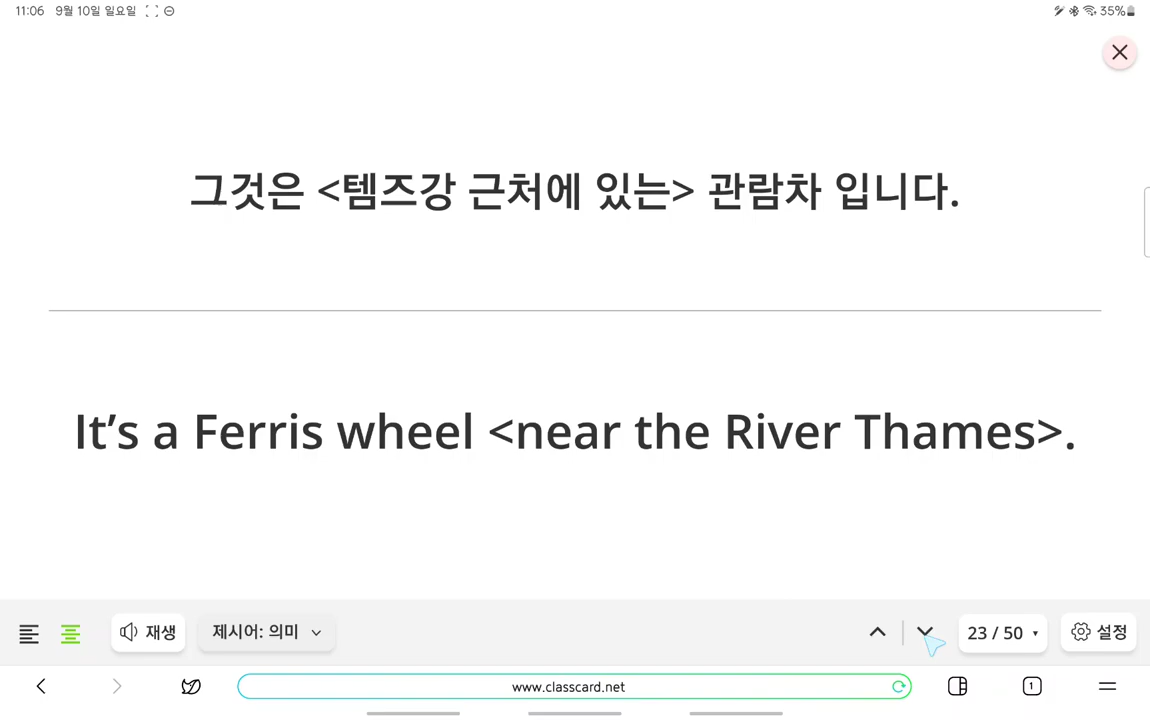 11:06 9월 10일 일요일 35%
그것은 <템즈강 근처에 있는> 관람차 입니다.
It’s a Ferris wheel <near the River Thames>.
재생 제시어: 의미 23 / 50 설정
www.classcard.net 1